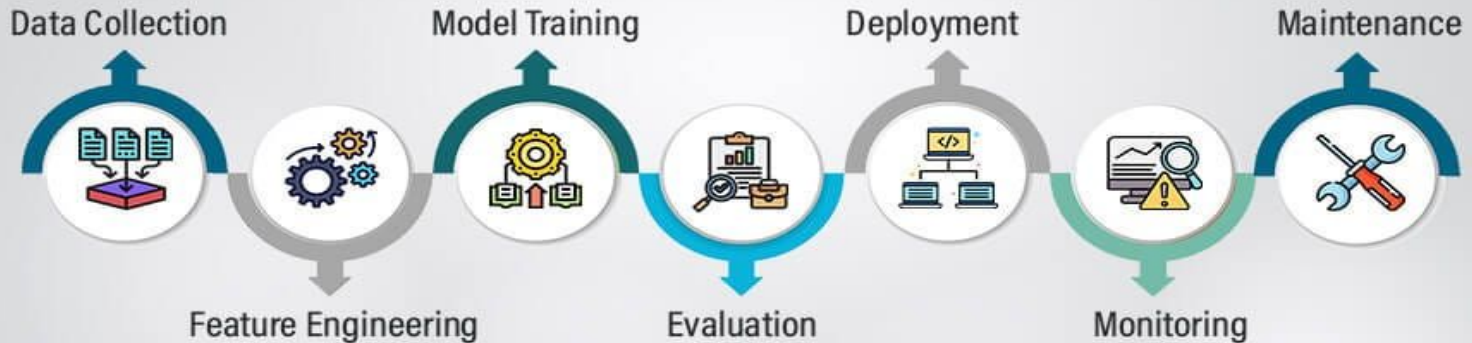 Data Collection
Feature Engineering
Model Training
Evaluation
Deployment
</>
Monitoring
Maintenance